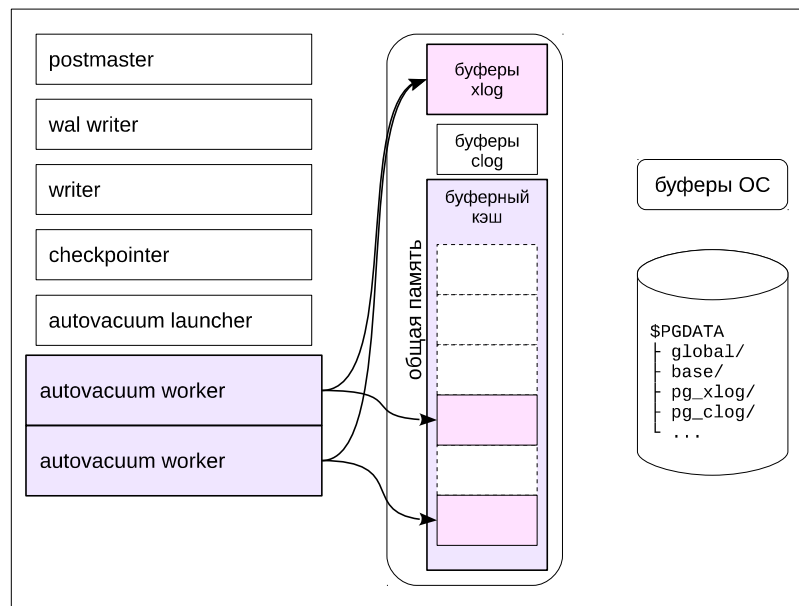 postmaster
wal writer
writer
checkpointer
autovacuum launcher
autovacuum worker
autovacuum worker
буферы
xlog
буферы
clog
буферный
кэш
общая память
буферы ОС
$PGDATA
global/
base/
pg_xlog/
pg_clog/
...